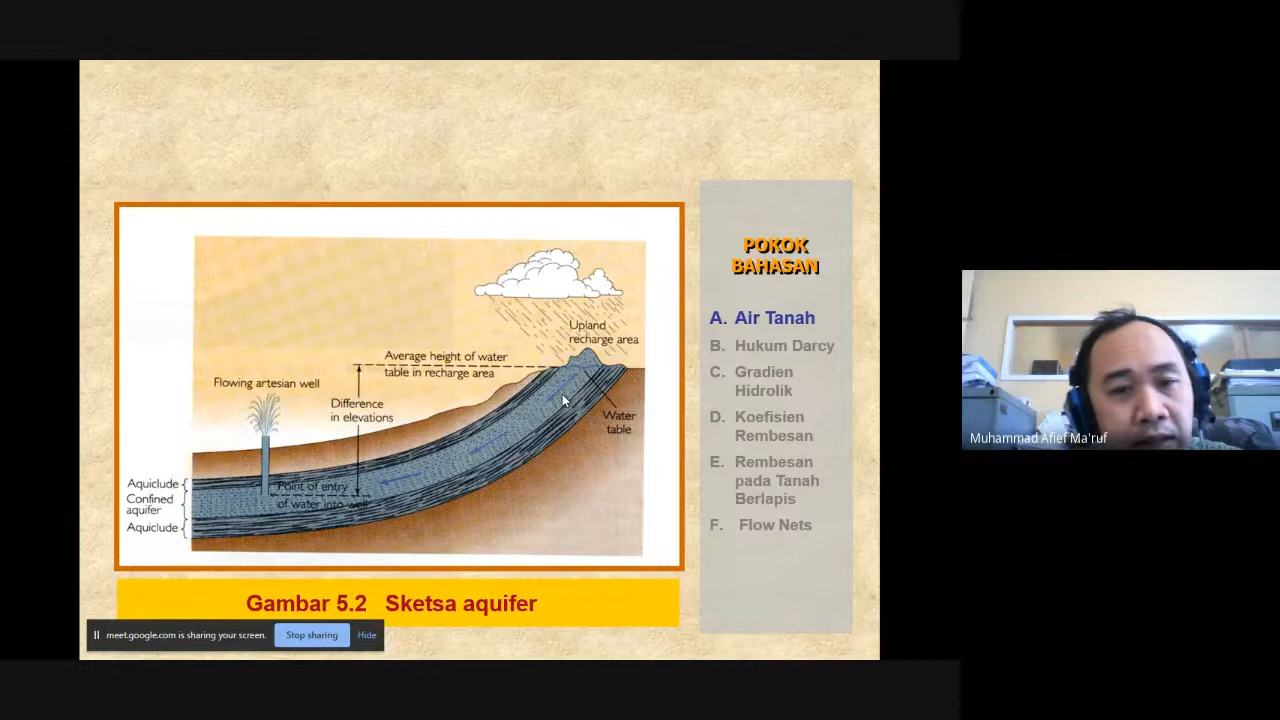 Upland
recharge area
Average height of water
table in recharge area
Flowing artesian well
Difference
in elevations
Water
table
Aquiclude
Confined
aquifer
Aquiclude
Point of entry
of water into well
Gambar 5.2 Sketsa aquifer
POKOK
BAHASAN
A. Air Tanah
B. Hukum Darcy
C. Gradien
Hidrolik
D. Koefisien
Rembesan
E. Rembesan
pada Tanah
Berlapis
F. Flow Nets
meet.google.com is sharing your screen.
Stop sharing
Hide
Muhammad Afief Ma'ruf